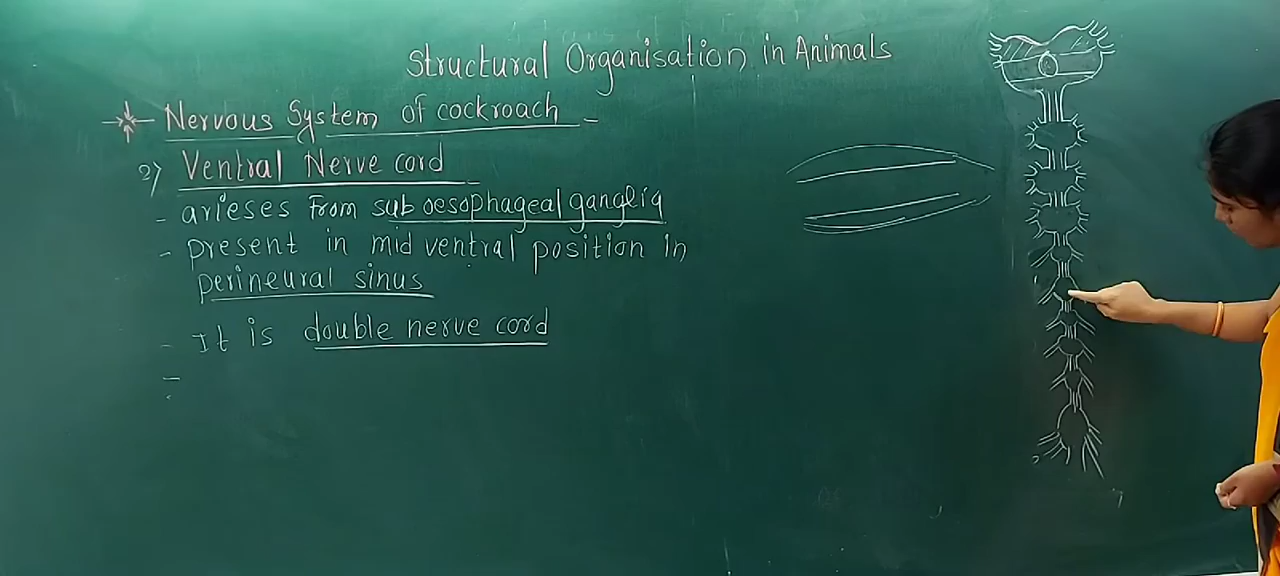 Structural Organisation in Animals
Nervous System of cockroach -
2) Ventral Nerve cord
- arieses from sub oesophageal ganglia
- present in mid ventral position in
perineural sinus
- It is double nerve cord
-